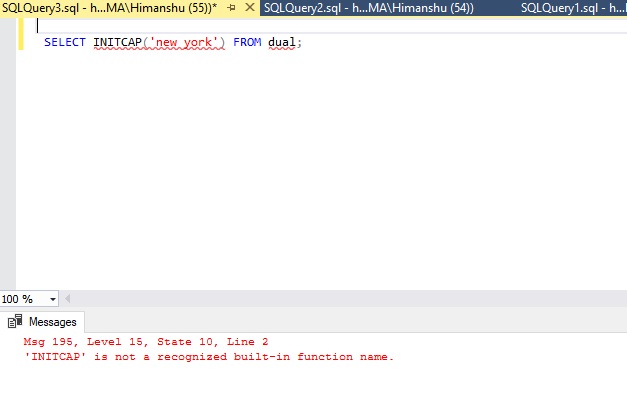 SQLQuery3.sql - h...MA\Himanshu (55))* SQLQuery2.sql - h...MA\Himanshu (54)) SQLQuery1.sql - h...
SELECT INITCAP('new york') FROM dual;
100 %
Messages
Msg 195, Level 15, State 10, Line 2
'INITCAP' is not a recognized built-in function name.